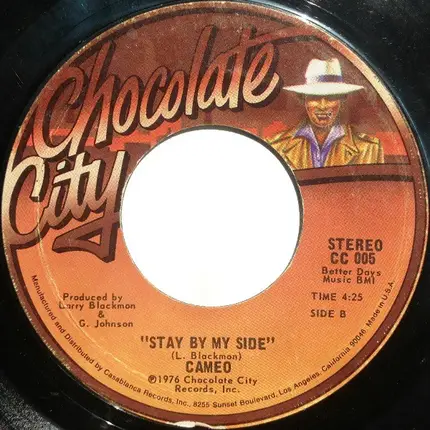 Chocolate
City
STEREO
CC 005
Better Days
Music BMI
TIME 4:25
SIDE B
Produced by
Larry Blackmon
&
G. Johnson
"STAY BY MY SIDE"
(L. Blackmon)
CAMEO
℗1976 Chocolate City
Records, Inc.
Manufactured and Distributed by Casablanca Records, Inc., 8255 Sunset Boulevard, Los Angeles, California 90046. Made in U.S.A.